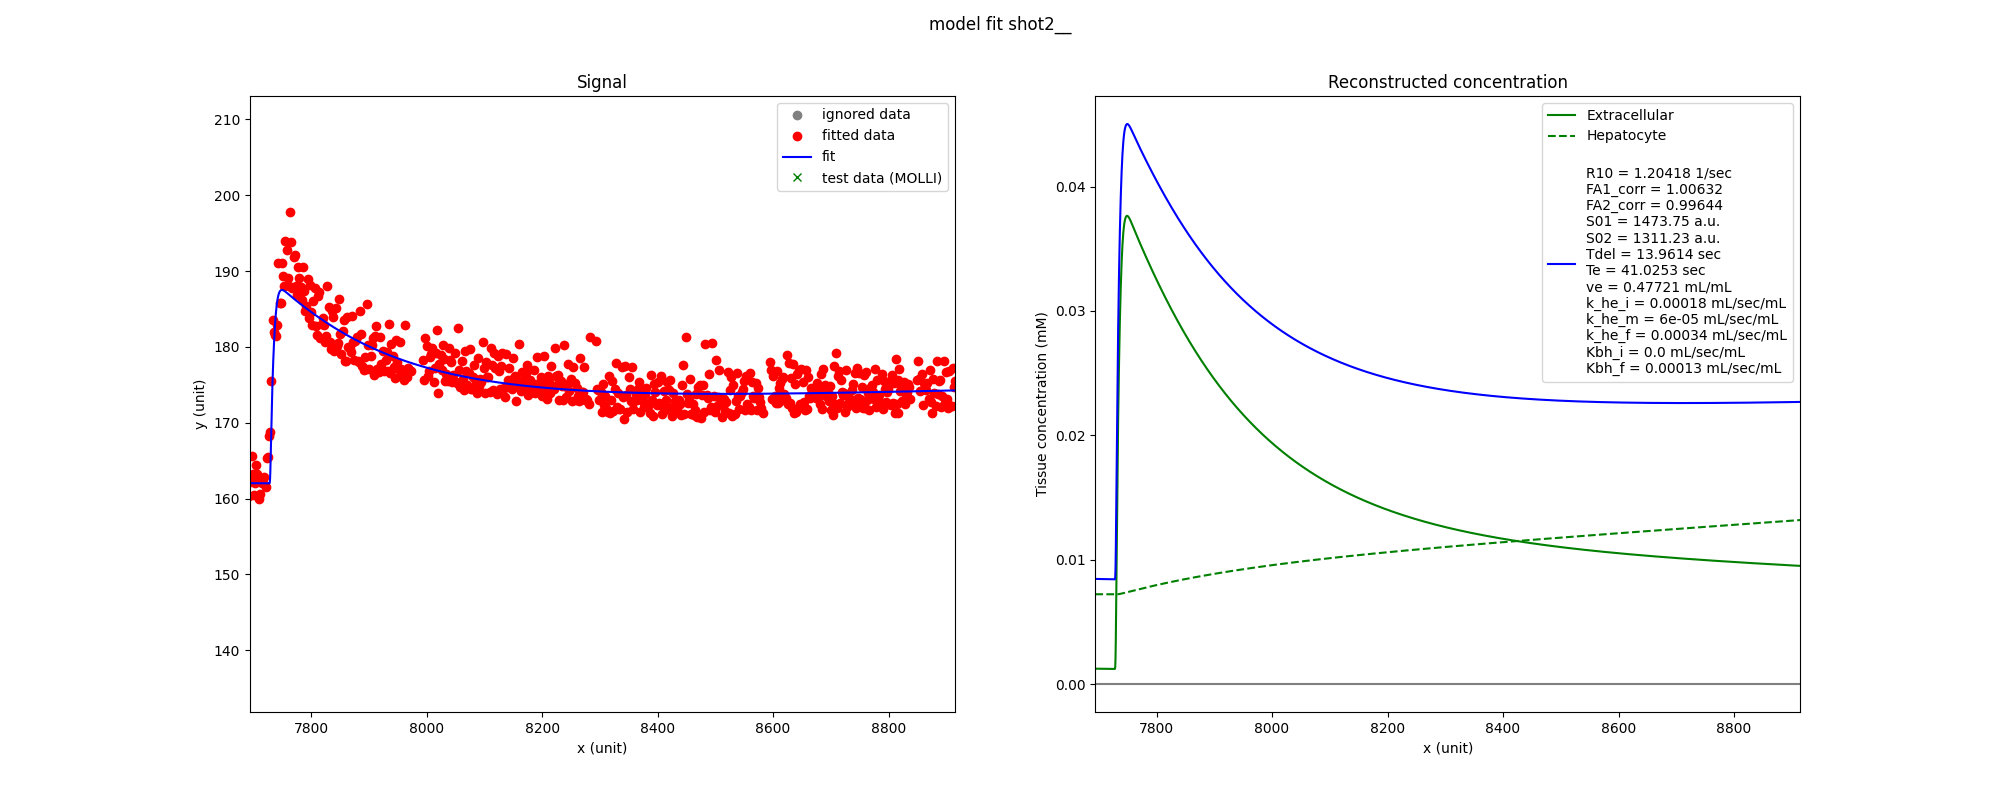 model fit shot2__
Signal
210
200
190
180
170
160
150
140
y (unit)
7800
8000
8200
8400
8600
8800
x (unit)
ignored data
fitted data
fit
test data (MOLLI)
Reconstructed concentration
0.04
0.03
0.02
0.01
0.00
Tissue concentration (mM)
7800
8000
8200
8400
8600
8800
x (unit)
Extracellular
Hepatocyte
R10 = 1.20418 1/sec
FA1_corr = 1.00632
FA2_corr = 0.99644
S01 = 1473.75 a.u.
S02 = 1311.23 a.u.
Tdel = 13.9614 sec
Te = 41.0253 sec
ve = 0.47721 mL/mL
k_he_i = 0.00018 mL/sec/mL
k_he_m = 6e-05 mL/sec/mL
k_he_f = 0.00034 mL/sec/mL
Kbh_i = 0.0 mL/sec/mL
Kbh_f = 0.00013 mL/sec/mL